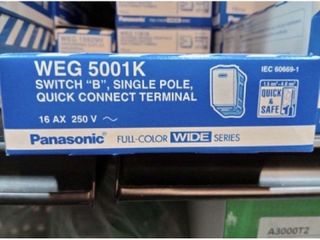 WEG 5001K
SWITCH "B", SINGLE POLE,
QUICK CONNECT TERMINAL
16 AX 250 V ~
IEC 60669-1
QUICK &
SAFE
Panasonic FULL-COLOR WIDE SERIES
A3000T2